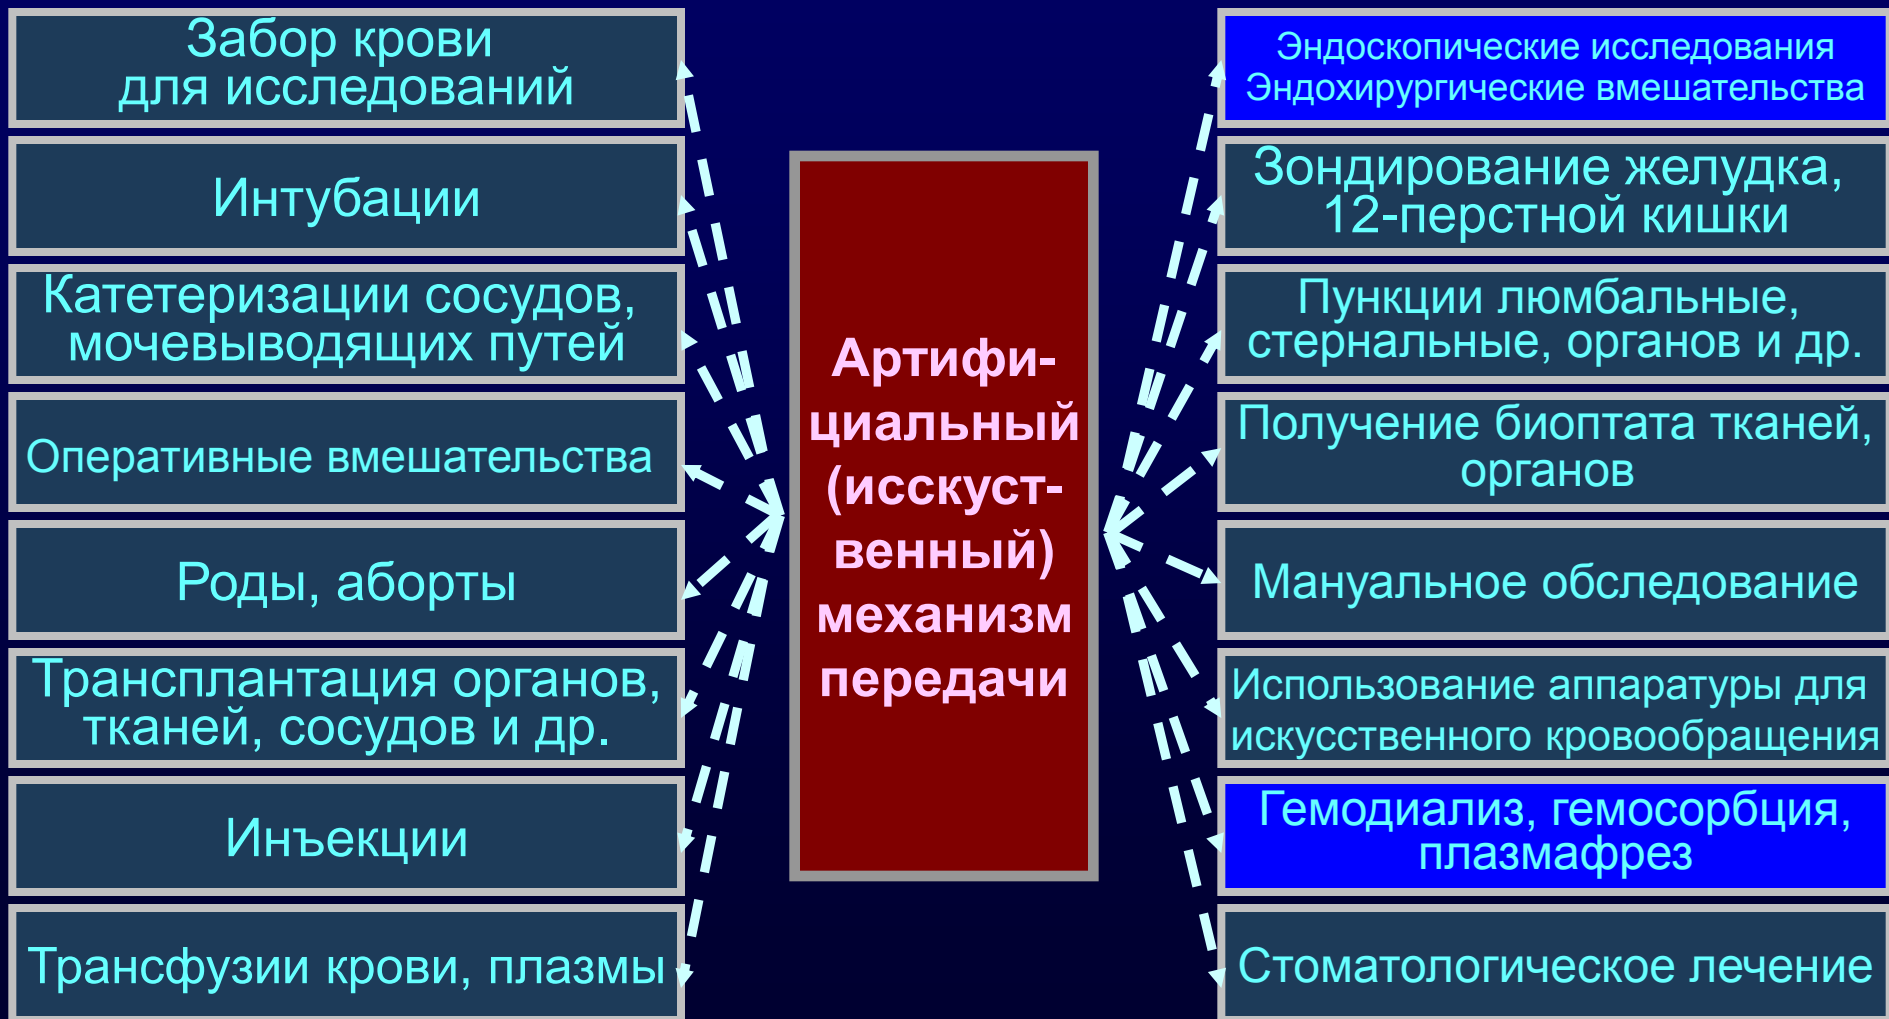 Забор крови
для исследований
Интубации
Катетеризации сосудов,
мочевыводящих путей
Оперативные вмешательства
Роды, аборты
Трансплантация органов,
тканей, сосудов и др.
Инъекции
Трансфузии крови, плазмы
Артифи-
циальный
(исскуст-
венный)
механизм
передачи
Эндоскопические исследования
Эндохирургические вмешательства
Зондирование желудка,
12-перстной кишки
Пункции люмбальные,
стернальные, органов и др.
Получение биоптата тканей,
органов
Мануальное обследование
Использование аппаратуры для
искусственного кровообращения
Гемодиализ, гемосорбция,
плазмафрез
Стоматологическое лечение